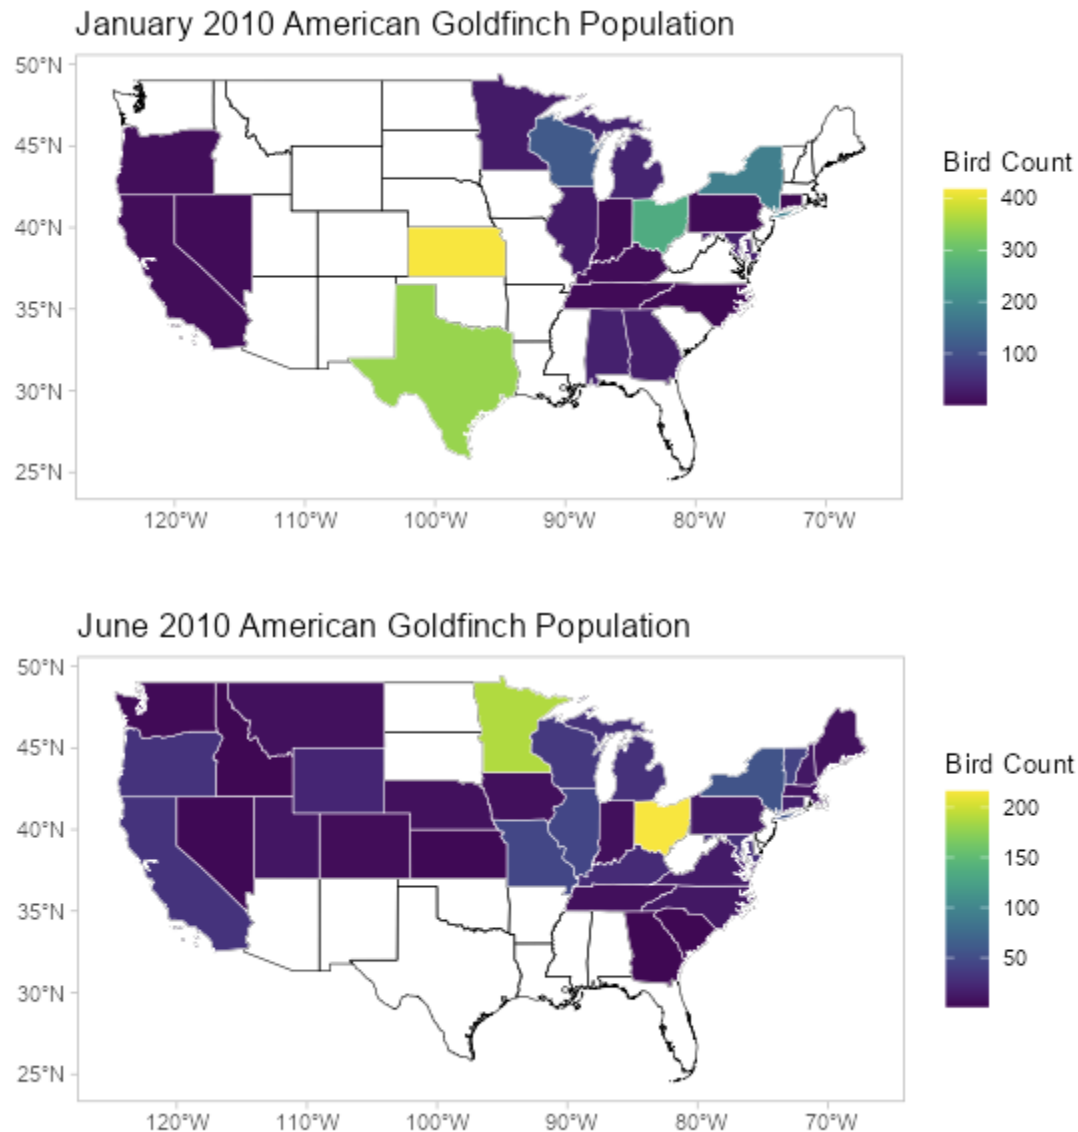 January 2010 American Goldfinch Population
50°N
45°N
40°N
35°N
30°N
25°N
120°W 110°W 100°W 90°W 80°W 70°W
Bird Count
400
300
200
100
June 2010 American Goldfinch Population
50°N
45°N
40°N
35°N
30°N
25°N
120°W 110°W 100°W 90°W 80°W 70°W
Bird Count
200
150
100
50